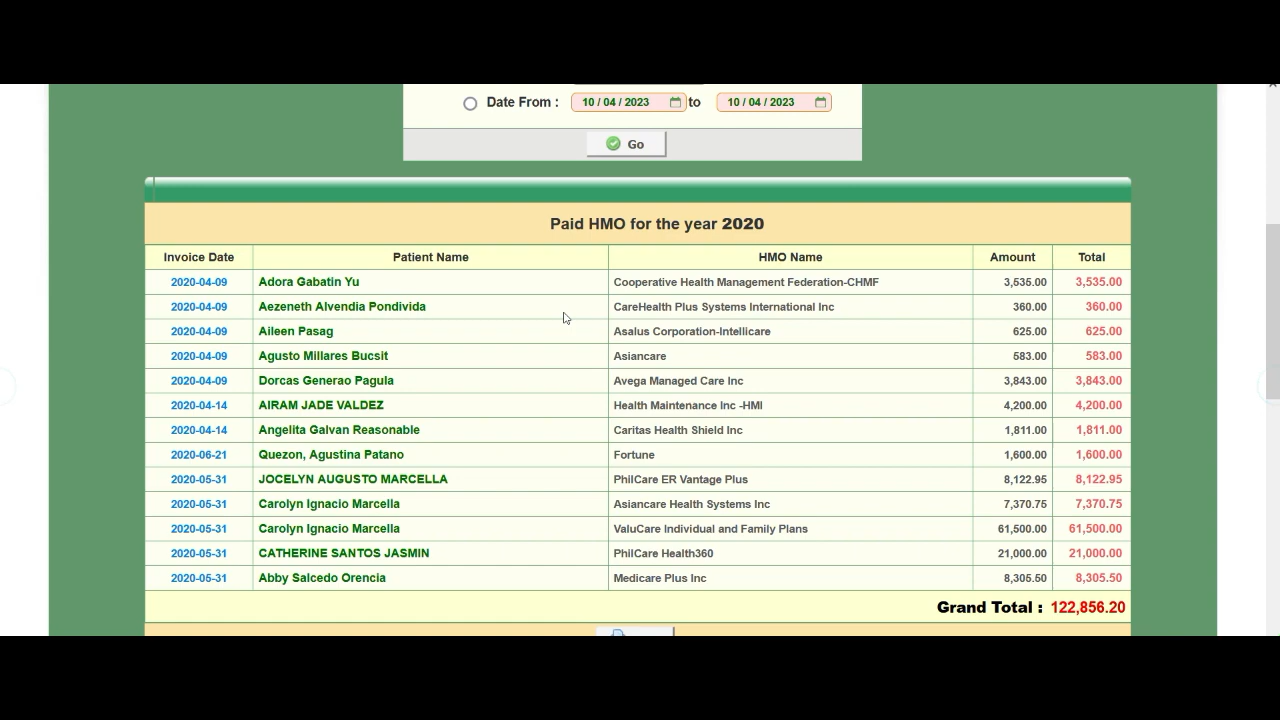 Date From : 10 / 04 / 2023 to 10 / 04 / 2023
Go
Paid HMO for the year 2020
Invoice Date Patient Name HMO Name Amount Total
2020-04-09 Adora Gabatin Yu Cooperative Health Management Federation-CHMF 3,535.00 3,535.00
2020-04-09 Aezeneth Alvendia Pondivida CareHealth Plus Systems International Inc 360.00 360.00
2020-04-09 Aileen Pasag Asalus Corporation-Intellicare 625.00 625.00
2020-04-09 Agusto Millares Bucsit Asiancare 583.00 583.00
2020-04-09 Dorcas Generao Pagula Avega Managed Care Inc 3,843.00 3,843.00
2020-04-14 AIRAM JADE VALDEZ Health Maintenance Inc -HMI 4,200.00 4,200.00
2020-04-14 Angelita Galvan Reasonable Caritas Health Shield Inc 1,811.00 1,811.00
2020-06-21 Quezon, Agustina Patano Fortune 1,600.00 1,600.00
2020-05-31 JOCELYN AUGUSTO MARCELLA PhilCare ER Vantage Plus 8,122.95 8,122.95
2020-05-31 Carolyn Ignacio Marcella Asiancare Health Systems Inc 7,370.75 7,370.75
2020-05-31 Carolyn Ignacio Marcella ValuCare Individual and Family Plans 61,500.00 61,500.00
2020-05-31 CATHERINE SANTOS JASMIN PhilCare Health360 21,000.00 21,000.00
2020-05-31 Abby Salcedo Orencia Medicare Plus Inc 8,305.50 8,305.50
Grand Total : 122,856.20